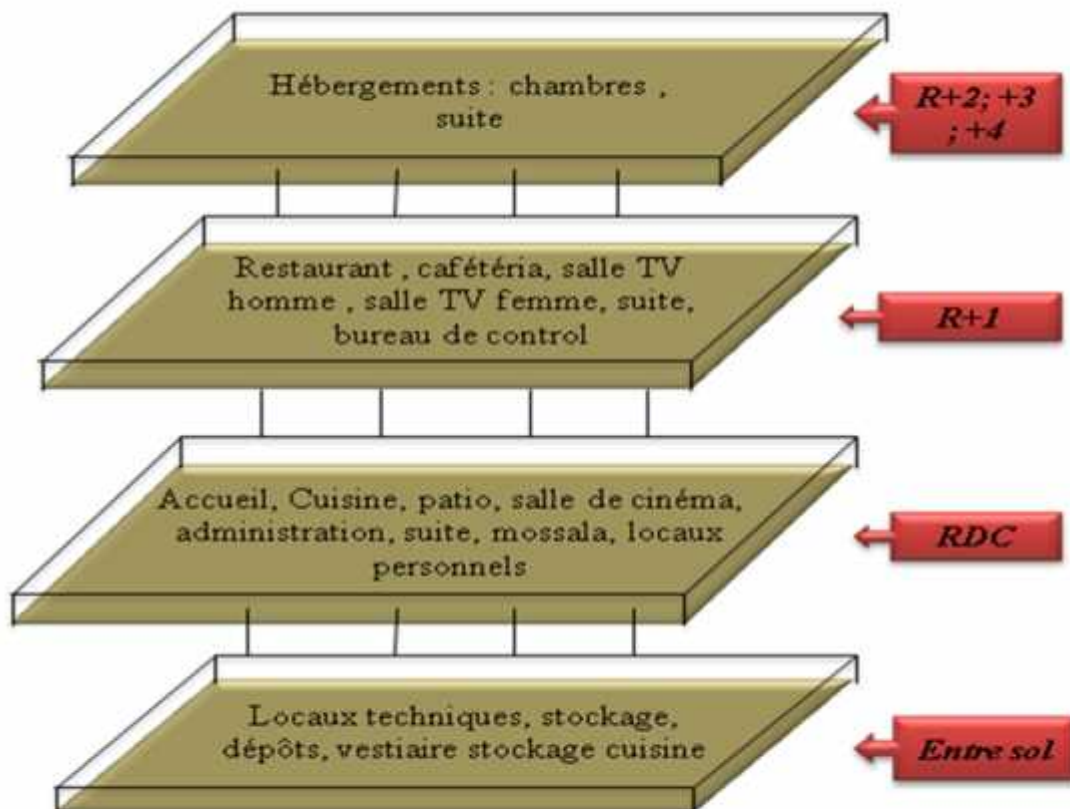 Hébergements : chambres ,
suite
R+2; +3
; +4
Restaurant , cafétéria, salle TV
homme , salle TV femme, suite,
bureau de control
R+1
Accueil, Cuisine, patio, salle de cinéma,
administration, suite, mossala, locaux
personnels
RDC
Locaux techniques, stockage,
dépôts, vestiaire stockage cuisine
Entre sol